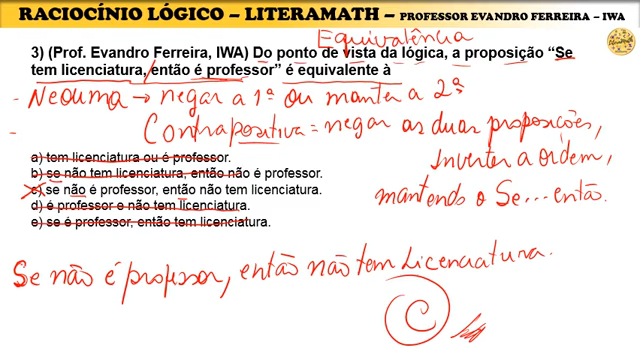 RACIOCÍNIO LÓGICO – LITERAMATH – PROFESSOR EVANDRO FERREIRA – IWA
Equivalência
3) (Prof. Evandro Ferreira, IWA) Do ponto de vista da lógica, a proposição “Se
tem licenciatura, então é professor” é equivalente à
- Neouma → negar a 1ª ou manter a 2ª
- Contrapositiva = negar as duas proposições,
inverter a ordem,
mantendo o Se... então.
a) tem licenciatura ou é professor.
b) se não tem licenciatura, então não é professor.
c) se não é professor, então não tem licenciatura.
d) é professor e não tem licenciatura.
e) se é professor, então tem licenciatura.
Se não é professor, então não tem Licenciatura.
C